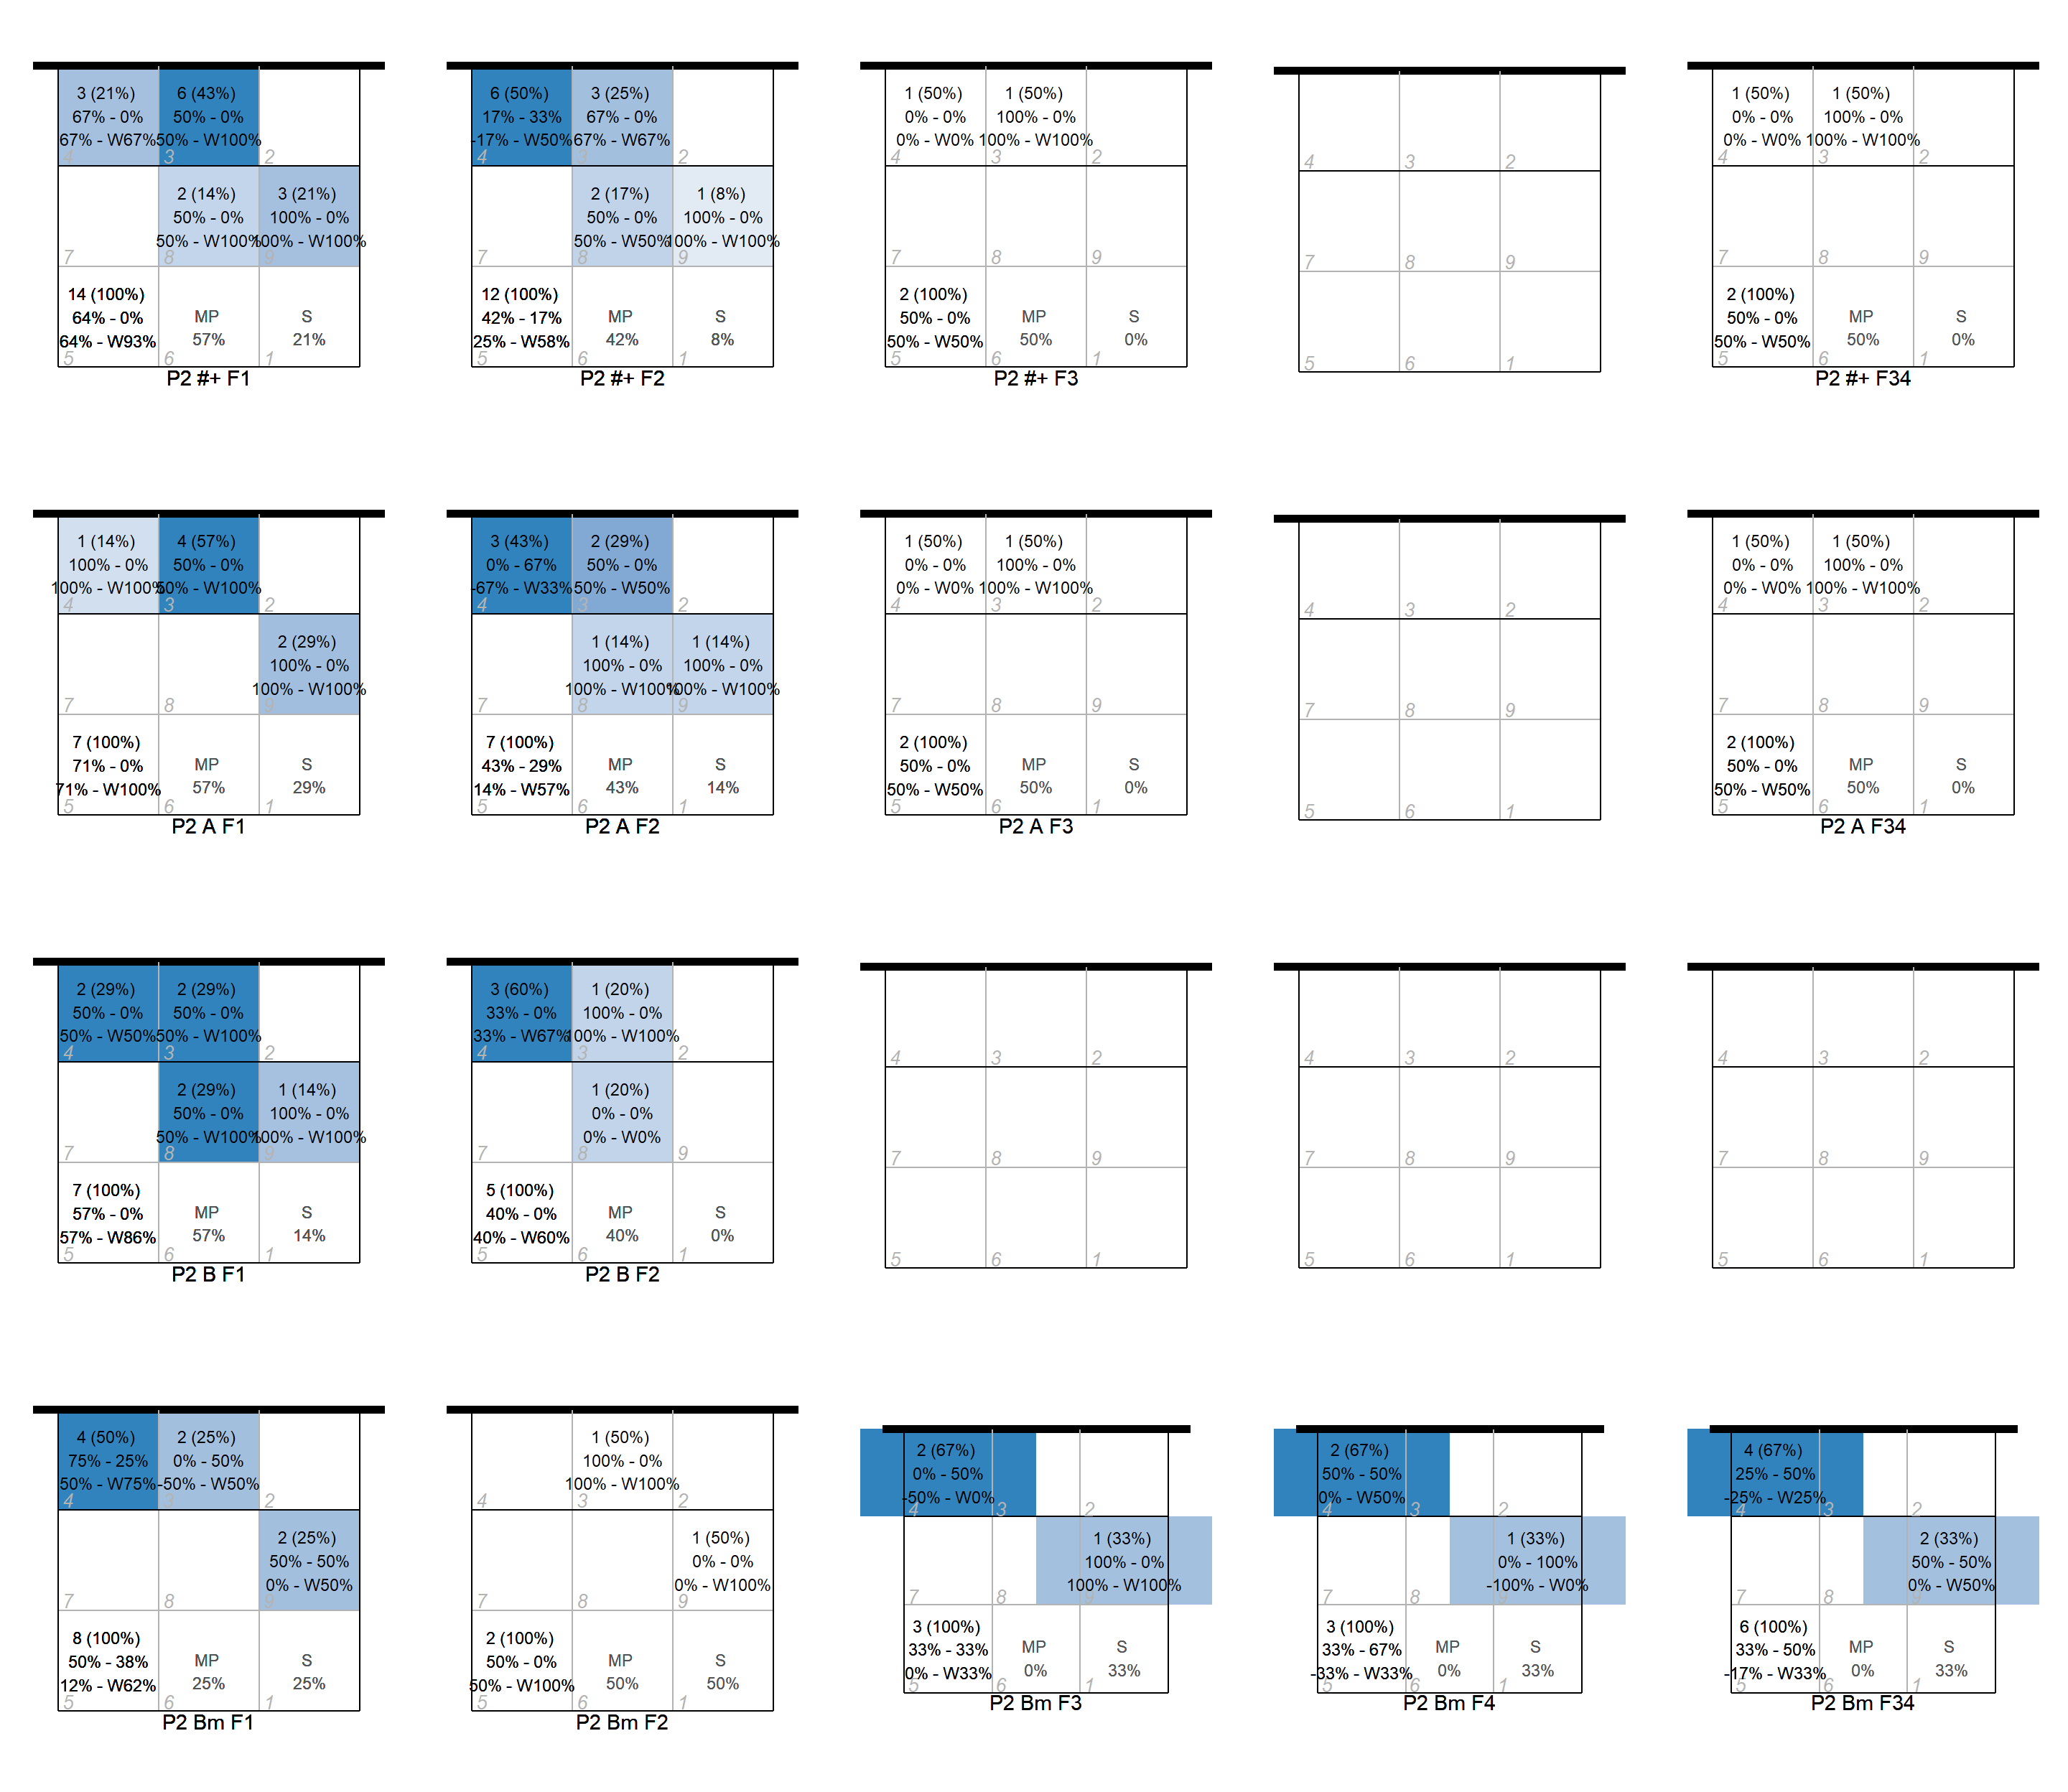 3 (21%)
67% - 0%
67% - W67%
4
6 (43%)
50% - 0%
50% - W100%
3
2
7
2 (14%)
50% - 0%
50% - W100%
8
3 (21%)
100% - 0%
100% - W100%
9
14 (100%)
64% - 0%
64% - W93%
5
MP
57%
6
S
21%
1
P2 #+ F1
6 (50%)
17% - 33%
-17% - W50%
4
3 (25%)
67% - 0%
67% - W67%
3
2
7
2 (17%)
50% - 0%
50% - W50%
8
1 (8%)
100% - 0%
100% - W100%
9
12 (100%)
42% - 17%
25% - W58%
5
MP
42%
6
S
8%
1
P2 #+ F2
1 (50%)
0% - 0%
0% - W0%
4
1 (50%)
100% - 0%
100% - W100%
3
2
7
8
9
2 (100%)
50% - 0%
50% - W50%
5
MP
50%
6
S
0%
1
P2 #+ F3
4
3
2
7
8
9
5
6
1
1 (50%)
0% - 0%
0% - W0%
4
1 (50%)
100% - 0%
100% - W100%
3
2
7
8
9
2 (100%)
50% - 0%
50% - W50%
5
MP
50%
6
S
0%
1
P2 #+ F34
1 (14%)
100% - 0%
100% - W100%
4
4 (57%)
50% - 0%
50% - W100%
3
2
7
8
2 (29%)
100% - 0%
100% - W100%
9
7 (100%)
71% - 0%
71% - W100%
5
MP
57%
6
S
29%
1
P2 A F1
3 (43%)
0% - 67%
-67% - W33%
4
2 (29%)
50% - 0%
50% - W50%
3
2
7
1 (14%)
100% - 0%
100% - W100%
8
1 (14%)
100% - 0%
100% - W100%
9
7 (100%)
43% - 29%
14% - W57%
5
MP
43%
6
S
14%
1
P2 A F2
1 (50%)
0% - 0%
0% - W0%
4
1 (50%)
100% - 0%
100% - W100%
3
2
7
8
9
2 (100%)
50% - 0%
50% - W50%
5
MP
50%
6
S
0%
1
P2 A F3
4
3
2
7
8
9
5
6
1
1 (50%)
0% - 0%
0% - W0%
4
1 (50%)
100% - 0%
100% - W100%
3
2
7
8
9
2 (100%)
50% - 0%
50% - W50%
5
MP
50%
6
S
0%
1
P2 A F34
2 (29%)
50% - 0%
50% - W50%
4
2 (29%)
50% - 0%
50% - W100%
3
2
7
2 (29%)
50% - 0%
50% - W100%
8
1 (14%)
100% - 0%
100% - W100%
9
7 (100%)
57% - 0%
57% - W86%
5
MP
57%
6
S
14%
1
P2 B F1
3 (60%)
33% - 0%
33% - W67%
4
1 (20%)
100% - 0%
100% - W100%
3
2
7
1 (20%)
0% - 0%
0% - W0%
8
9
5 (100%)
40% - 0%
40% - W60%
5
MP
40%
6
S
0%
1
P2 B F2
4
3
2
7
8
9
5
6
1
4
3
2
7
8
9
5
6
1
4
3
2
7
8
9
5
6
1
4 (50%)
75% - 25%
50% - W75%
4
2 (25%)
0% - 50%
-50% - W50%
3
2
7
8
2 (25%)
50% - 50%
0% - W50%
9
8 (100%)
50% - 38%
12% - W62%
5
MP
25%
6
S
25%
1
P2 Bm F1
4
1 (50%)
100% - 0%
100% - W100%
3
2
7
8
1 (50%)
0% - 0%
0% - W100%
9
2 (100%)
50% - 0%
50% - W100%
5
MP
50%
6
S
50%
1
P2 Bm F2
2 (67%)
0% - 50%
-50% - W0%
4
3
2
7
8
1 (33%)
100% - 0%
100% - W100%
9
3 (100%)
33% - 33%
0% - W33%
5
MP
0%
6
S
33%
1
P2 Bm F3
2 (67%)
50% - 50%
0% - W50%
4
3
2
7
8
1 (33%)
0% - 100%
-100% - W0%
9
3 (100%)
33% - 67%
-33% - W33%
5
MP
0%
6
S
33%
1
P2 Bm F4
4 (67%)
25% - 50%
-25% - W25%
4
3
2
7
8
2 (33%)
50% - 50%
0% - W50%
9
6 (100%)
33% - 50%
-17% - W33%
5
MP
0%
6
S
33%
1
P2 Bm F34